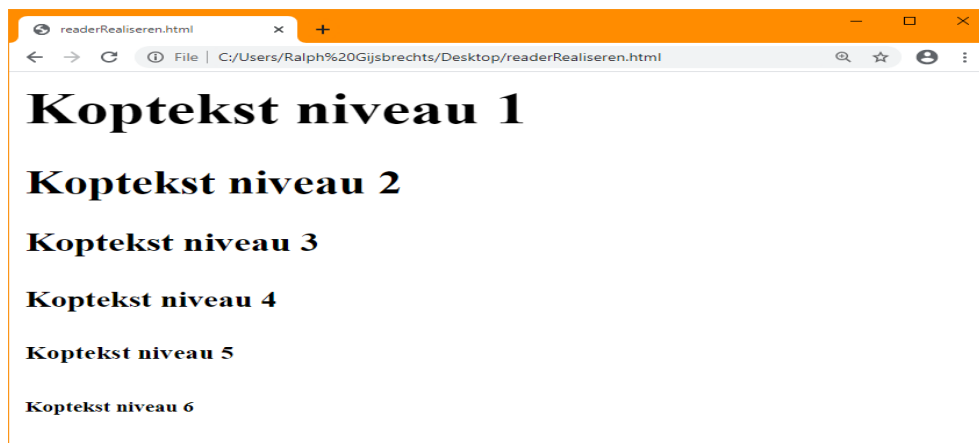 readerRealiseren.html
File | C:/Users/Ralph%20Gijsbrechts/Desktop/readerRealiseren.html
Koptekst niveau 1
Koptekst niveau 2
Koptekst niveau 3
Koptekst niveau 4
Koptekst niveau 5
Koptekst niveau 6